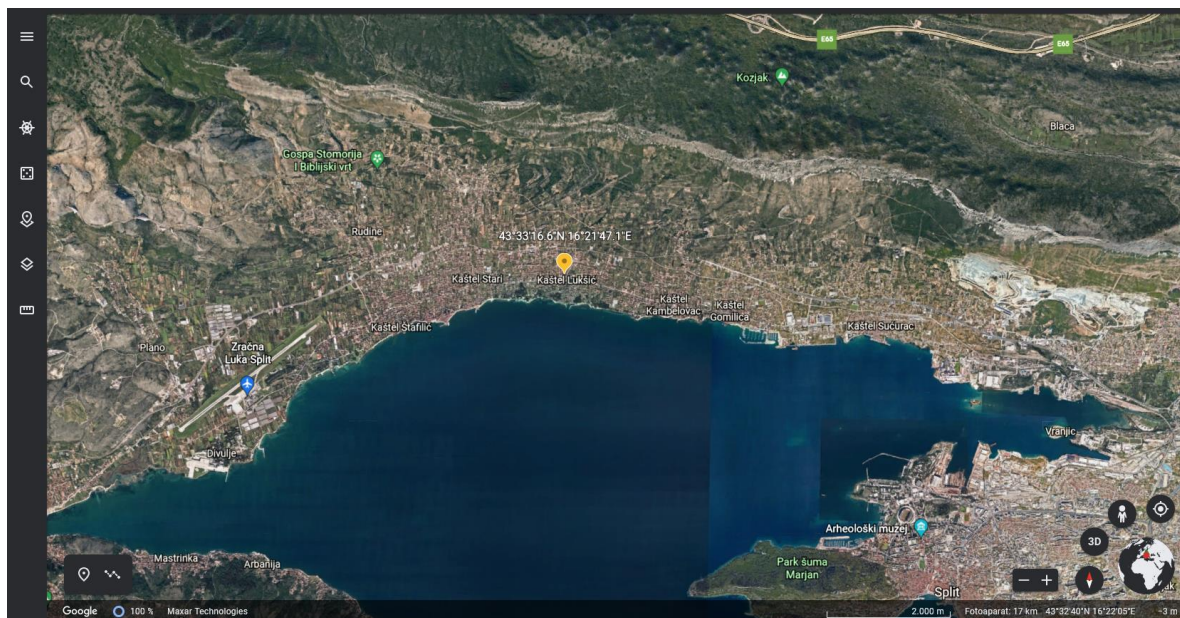 E65
E65
Kozjak
Blaca
Gospa Stomorija
I Biblijski vrt
Rudine
43°33'16.6"N 16°21'47.1"E
Kaštel Stari
Kaštel Lukšić
Kaštel
Kambelovac
Kaštel
Gomilica
Kaštel Štafilić
Kaštel Sućurac
Plano
Zračna
Luka Split
Vranjic
Divulje
Arheološki muzej
3D
Mastrinka
Arbanija
Park šuma
Marjan
Split
Google
100 %
Maxar Technologies
2.000 m
Fotoaparat: 17 km
43°32'40"N 16°22'05"E
-3 m